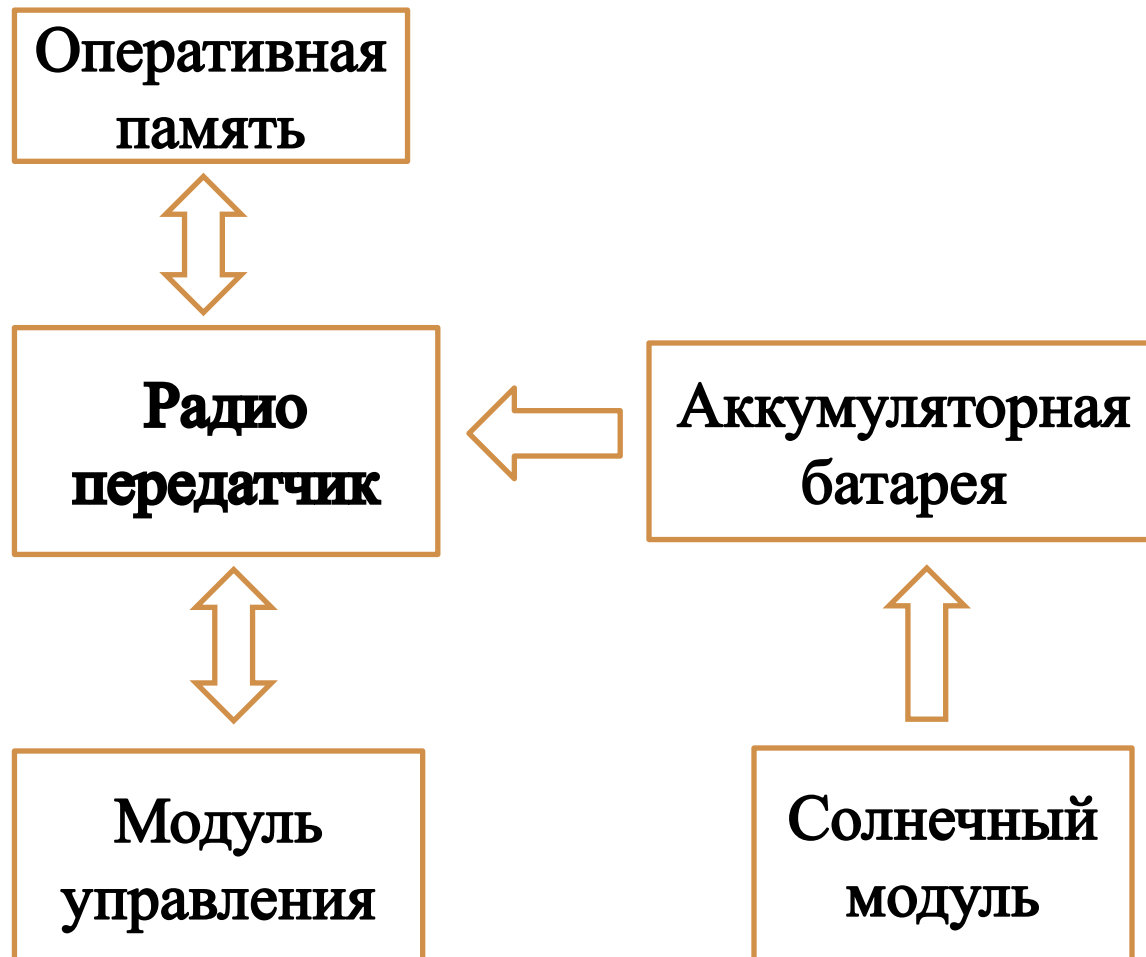 Оперативная
память
Радио
передатчик
Аккумуляторная
батарея
Модуль
управления
Солнечный
модуль